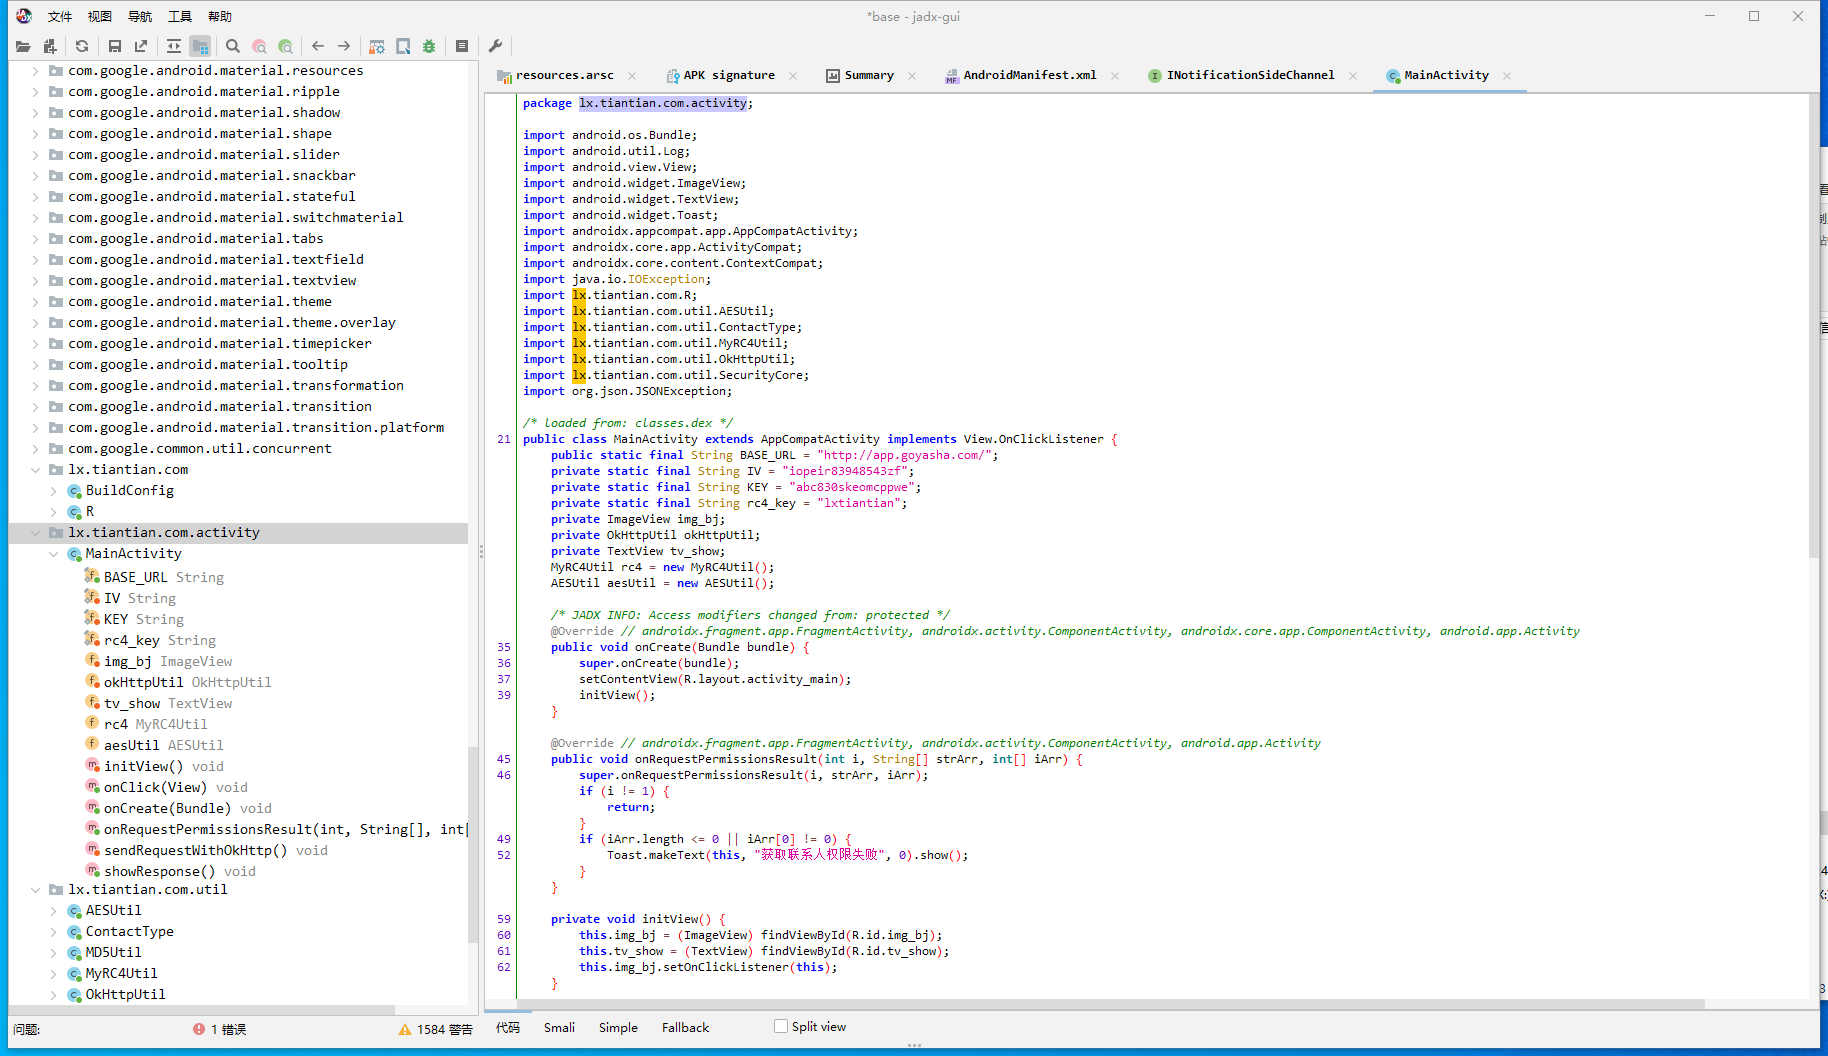 文件 视图 导航 工具 帮助
*base - jadx-gui
com.google.android.material.resources
com.google.android.material.ripple
com.google.android.material.shadow
com.google.android.material.shape
com.google.android.material.slider
com.google.android.material.snackbar
com.google.android.material.stateful
com.google.android.material.switchmaterial
com.google.android.material.tabs
com.google.android.material.textfield
com.google.android.material.textview
com.google.android.material.theme
com.google.android.material.theme.overlay
com.google.android.material.timepicker
com.google.android.material.tooltip
com.google.android.material.transformation
com.google.android.material.transition
com.google.android.material.transition.platform
com.google.common.util.concurrent
lx.tiantian.com
BuildConfig
R
lx.tiantian.com.activity
MainActivity
BASE_URL String
IV String
KEY String
rc4_key String
img_bj ImageView
okHttpUtil OkHttpUtil
tv_show TextView
rc4 MyRC4Util
aesUtil AESUtil
initView() void
onClick(View) void
onCreate(Bundle) void
onRequestPermissionsResult(int, String[], int[
sendRequestWithOkHttp() void
showResponse() void
lx.tiantian.com.util
AESUtil
ContactType
MD5Util
MyRC4Util
OkHttpUtil
问题: 1 错误 1584 警告
resources.arsc APK signature Summary AndroidManifest.xml INotificationSideChannel MainActivity
package lx.tiantian.com.activity;
import android.os.Bundle;
import android.util.Log;
import android.view.View;
import android.widget.ImageView;
import android.widget.TextView;
import android.widget.Toast;
import androidx.appcompat.app.AppCompatActivity;
import androidx.core.app.ActivityCompat;
import androidx.core.content.ContextCompat;
import java.io.IOException;
import lx.tiantian.com.R;
import lx.tiantian.com.util.AESUtil;
import lx.tiantian.com.util.ContactType;
import lx.tiantian.com.util.MyRC4Util;
import lx.tiantian.com.util.OkHttpUtil;
import lx.tiantian.com.util.SecurityCore;
import org.json.JSONException;
/* loaded from: classes.dex */
21 public class MainActivity extends AppCompatActivity implements View.OnClickListener {
public static final String BASE_URL = "http://app.goyasha.com/";
private static final String IV = "iopeir83948543zf";
private static final String KEY = "abc830skeomcppwe";
private static final String rc4_key = "lxtiantian";
private ImageView img_bj;
private OkHttpUtil okHttpUtil;
private TextView tv_show;
MyRC4Util rc4 = new MyRC4Util();
AESUtil aesUtil = new AESUtil();
/* JADX INFO: Access modifiers changed from: protected */
@Override // androidx.fragment.app.FragmentActivity, androidx.activity.ComponentActivity, androidx.core.app.ComponentActivity, android.app.Activity
35 public void onCreate(Bundle bundle) {
36 super.onCreate(bundle);
37 setContentView(R.layout.activity_main);
39 initView();
}
@Override // androidx.fragment.app.FragmentActivity, androidx.activity.ComponentActivity, android.app.Activity
45 public void onRequestPermissionsResult(int i, String[] strArr, int[] iArr) {
46 super.onRequestPermissionsResult(i, strArr, iArr);
if (i != 1) {
return;
}
49 if (iArr.length <= 0 || iArr[0] != 0) {
52 Toast.makeText(this, "获取联系人权限失败", 0).show();
}
}
59 private void initView() {
60 this.img_bj = (ImageView) findViewById(R.id.img_bj);
61 this.tv_show = (TextView) findViewById(R.id.tv_show);
62 this.img_bj.setOnClickListener(this);
}
代码 Smali Simple Fallback Split view